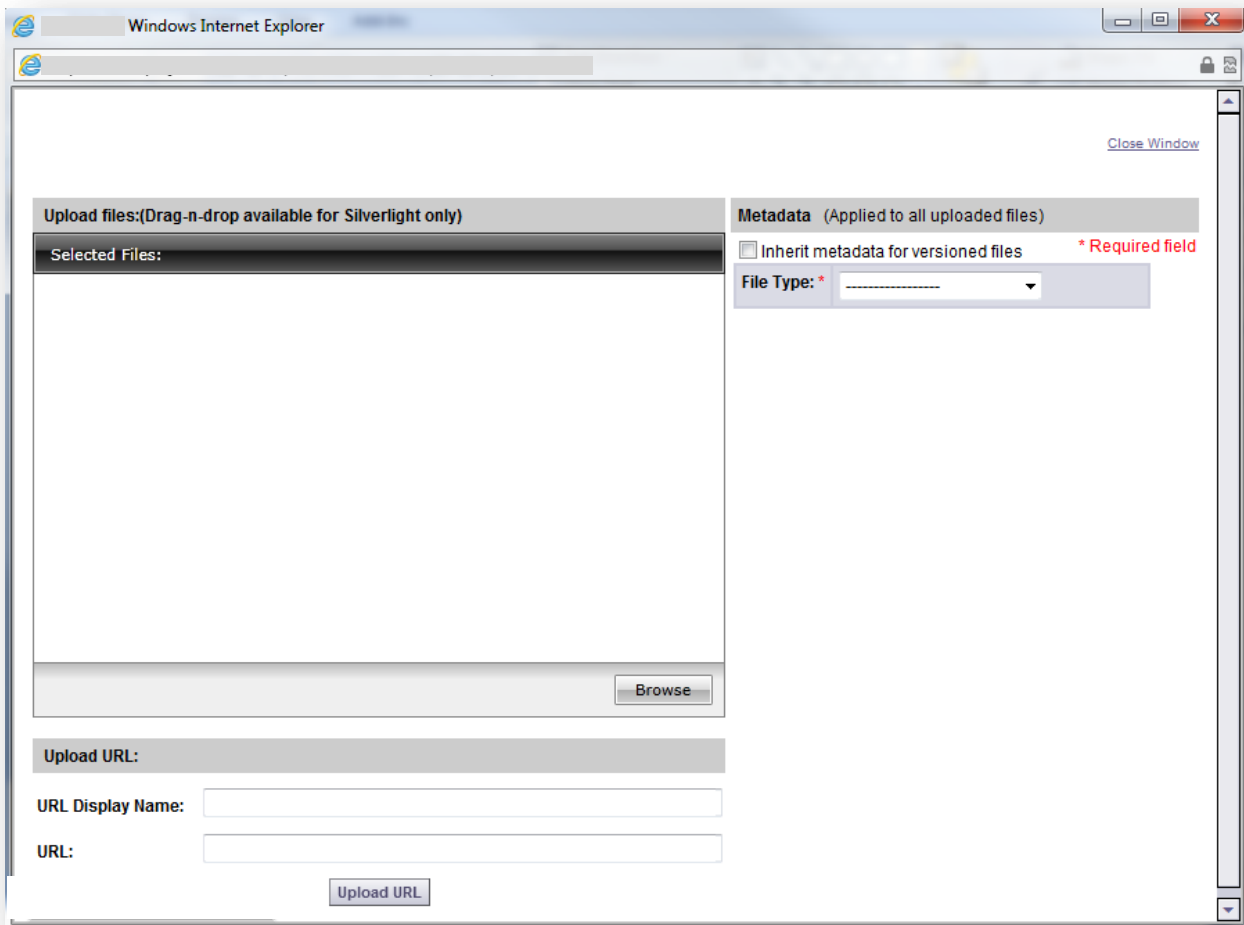 Windows Internet Explorer
Close Window
Upload files:(Drag-n-drop available for Silverlight only)
Selected Files:
Browse
Metadata (Applied to all uploaded files)
Inherit metadata for versioned files
* Required field
File Type: * -----------------
Upload URL:
URL Display Name:
URL:
Upload URL